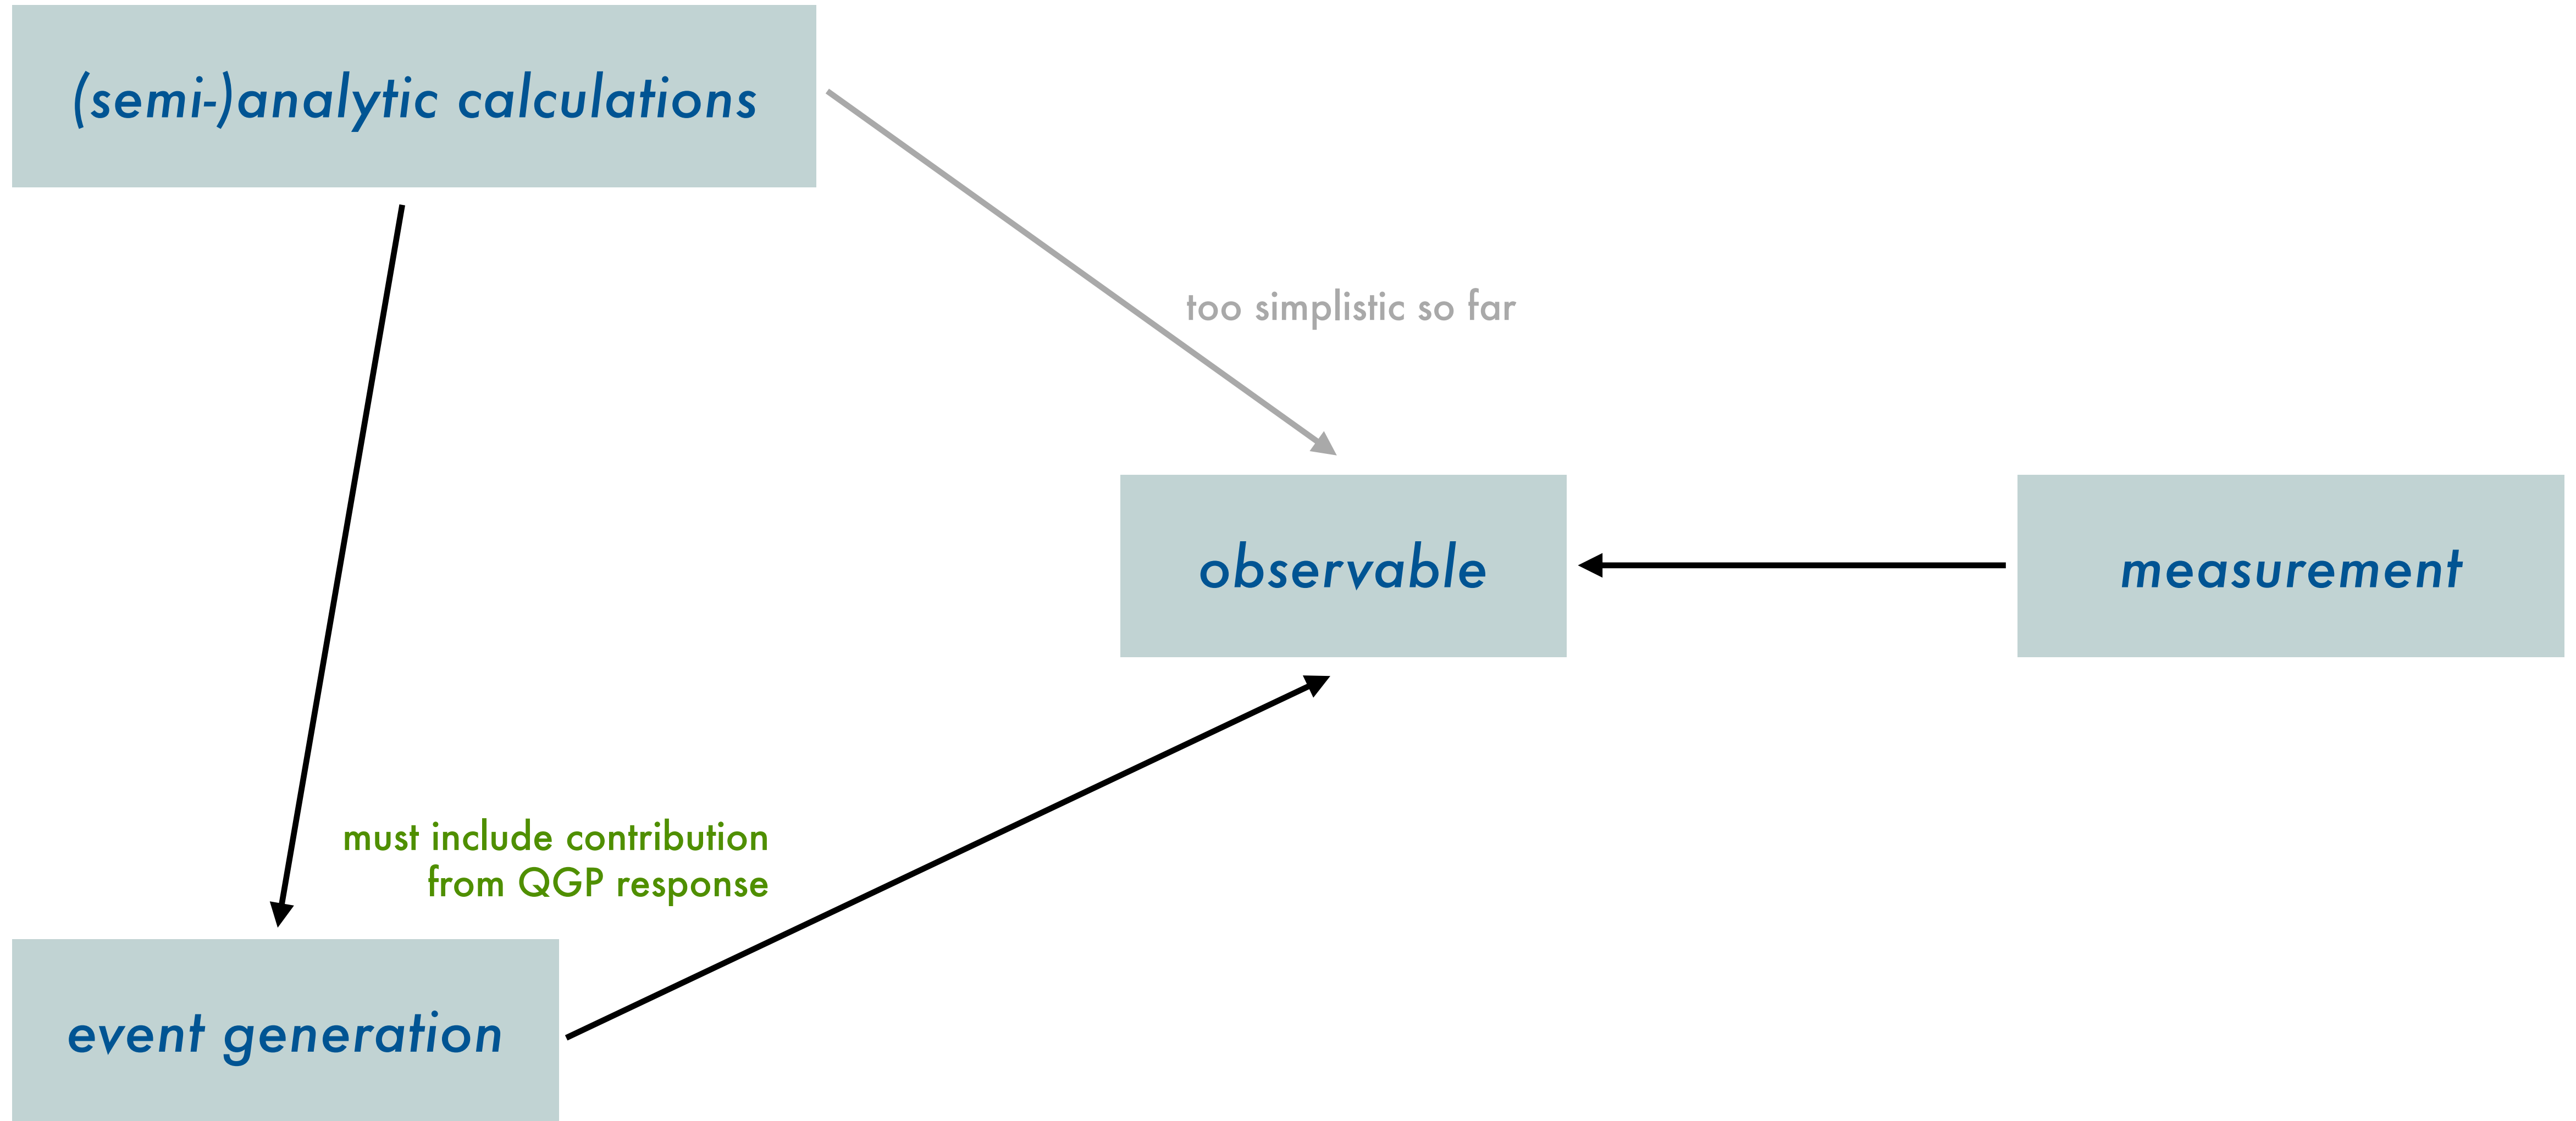 (semi-)analytic calculations
too simplistic so far
observable
measurement
must include contribution
from QGP response
event generation